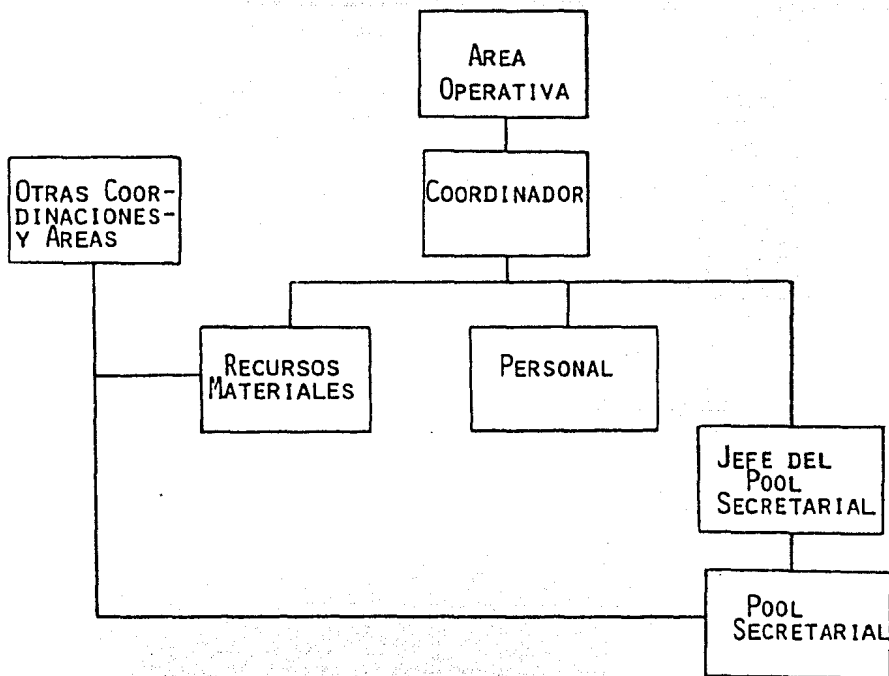 AREA
OPERATIVA
COORDINADOR
OTRAS COOR-
DINACIONES-
Y AREAS
RECURSOS
MATERIALES
PERSONAL
JEFE DEL
POOL
SECRETARIAL
POOL
SECRETARIAL